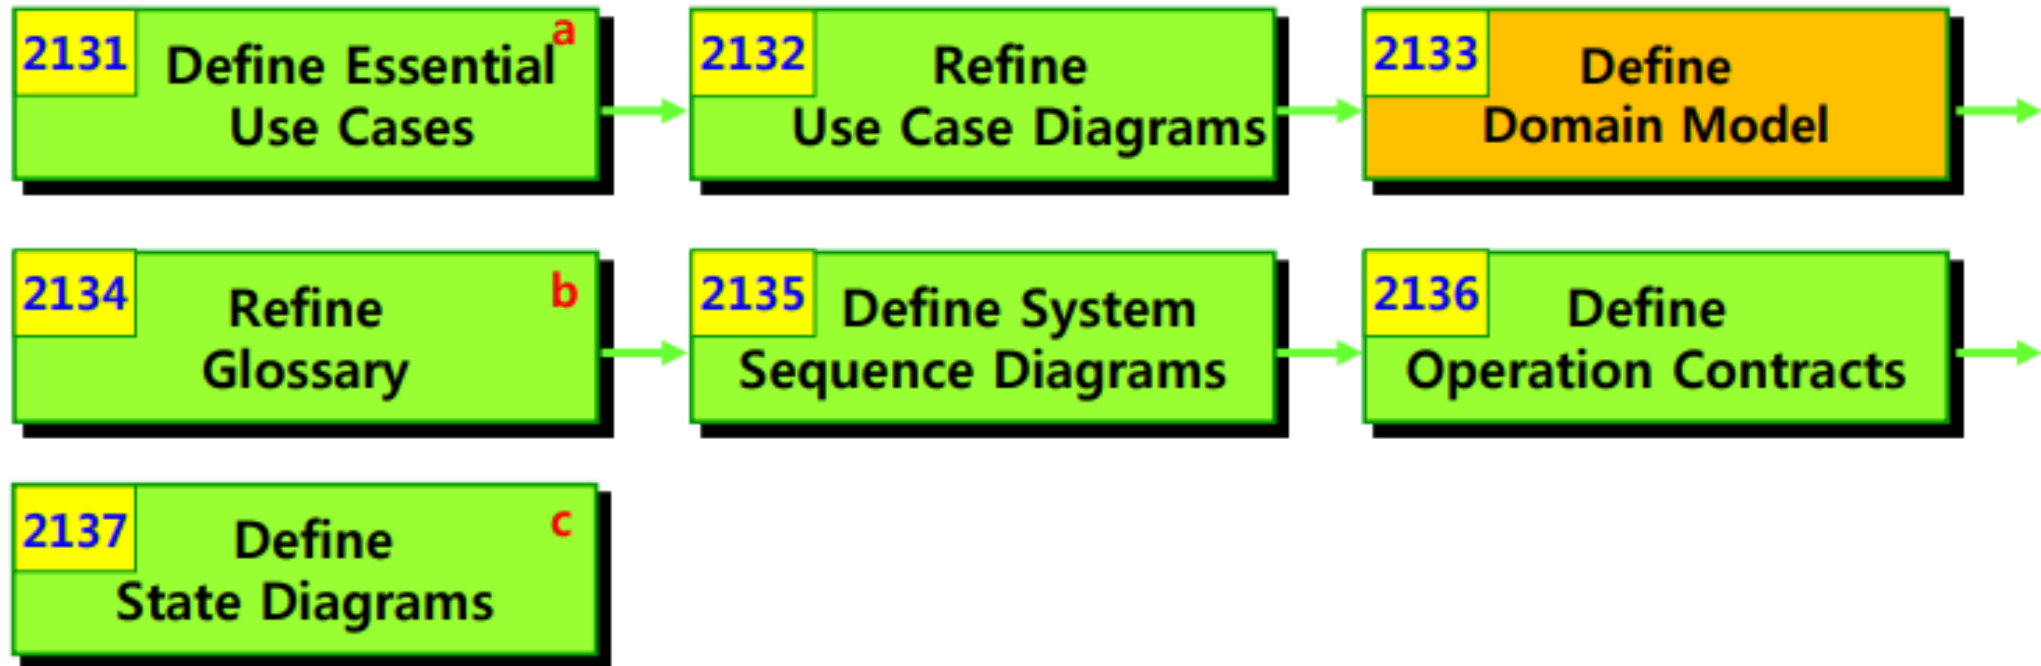 2131
a
Define Essential
Use Cases
2132
Refine
Use Case Diagrams
2133
Define
Domain Model
2134
b
Refine
Glossary
2135
Define System
Sequence Diagrams
2136
Define
Operation Contracts
2137
c
Define
State Diagrams